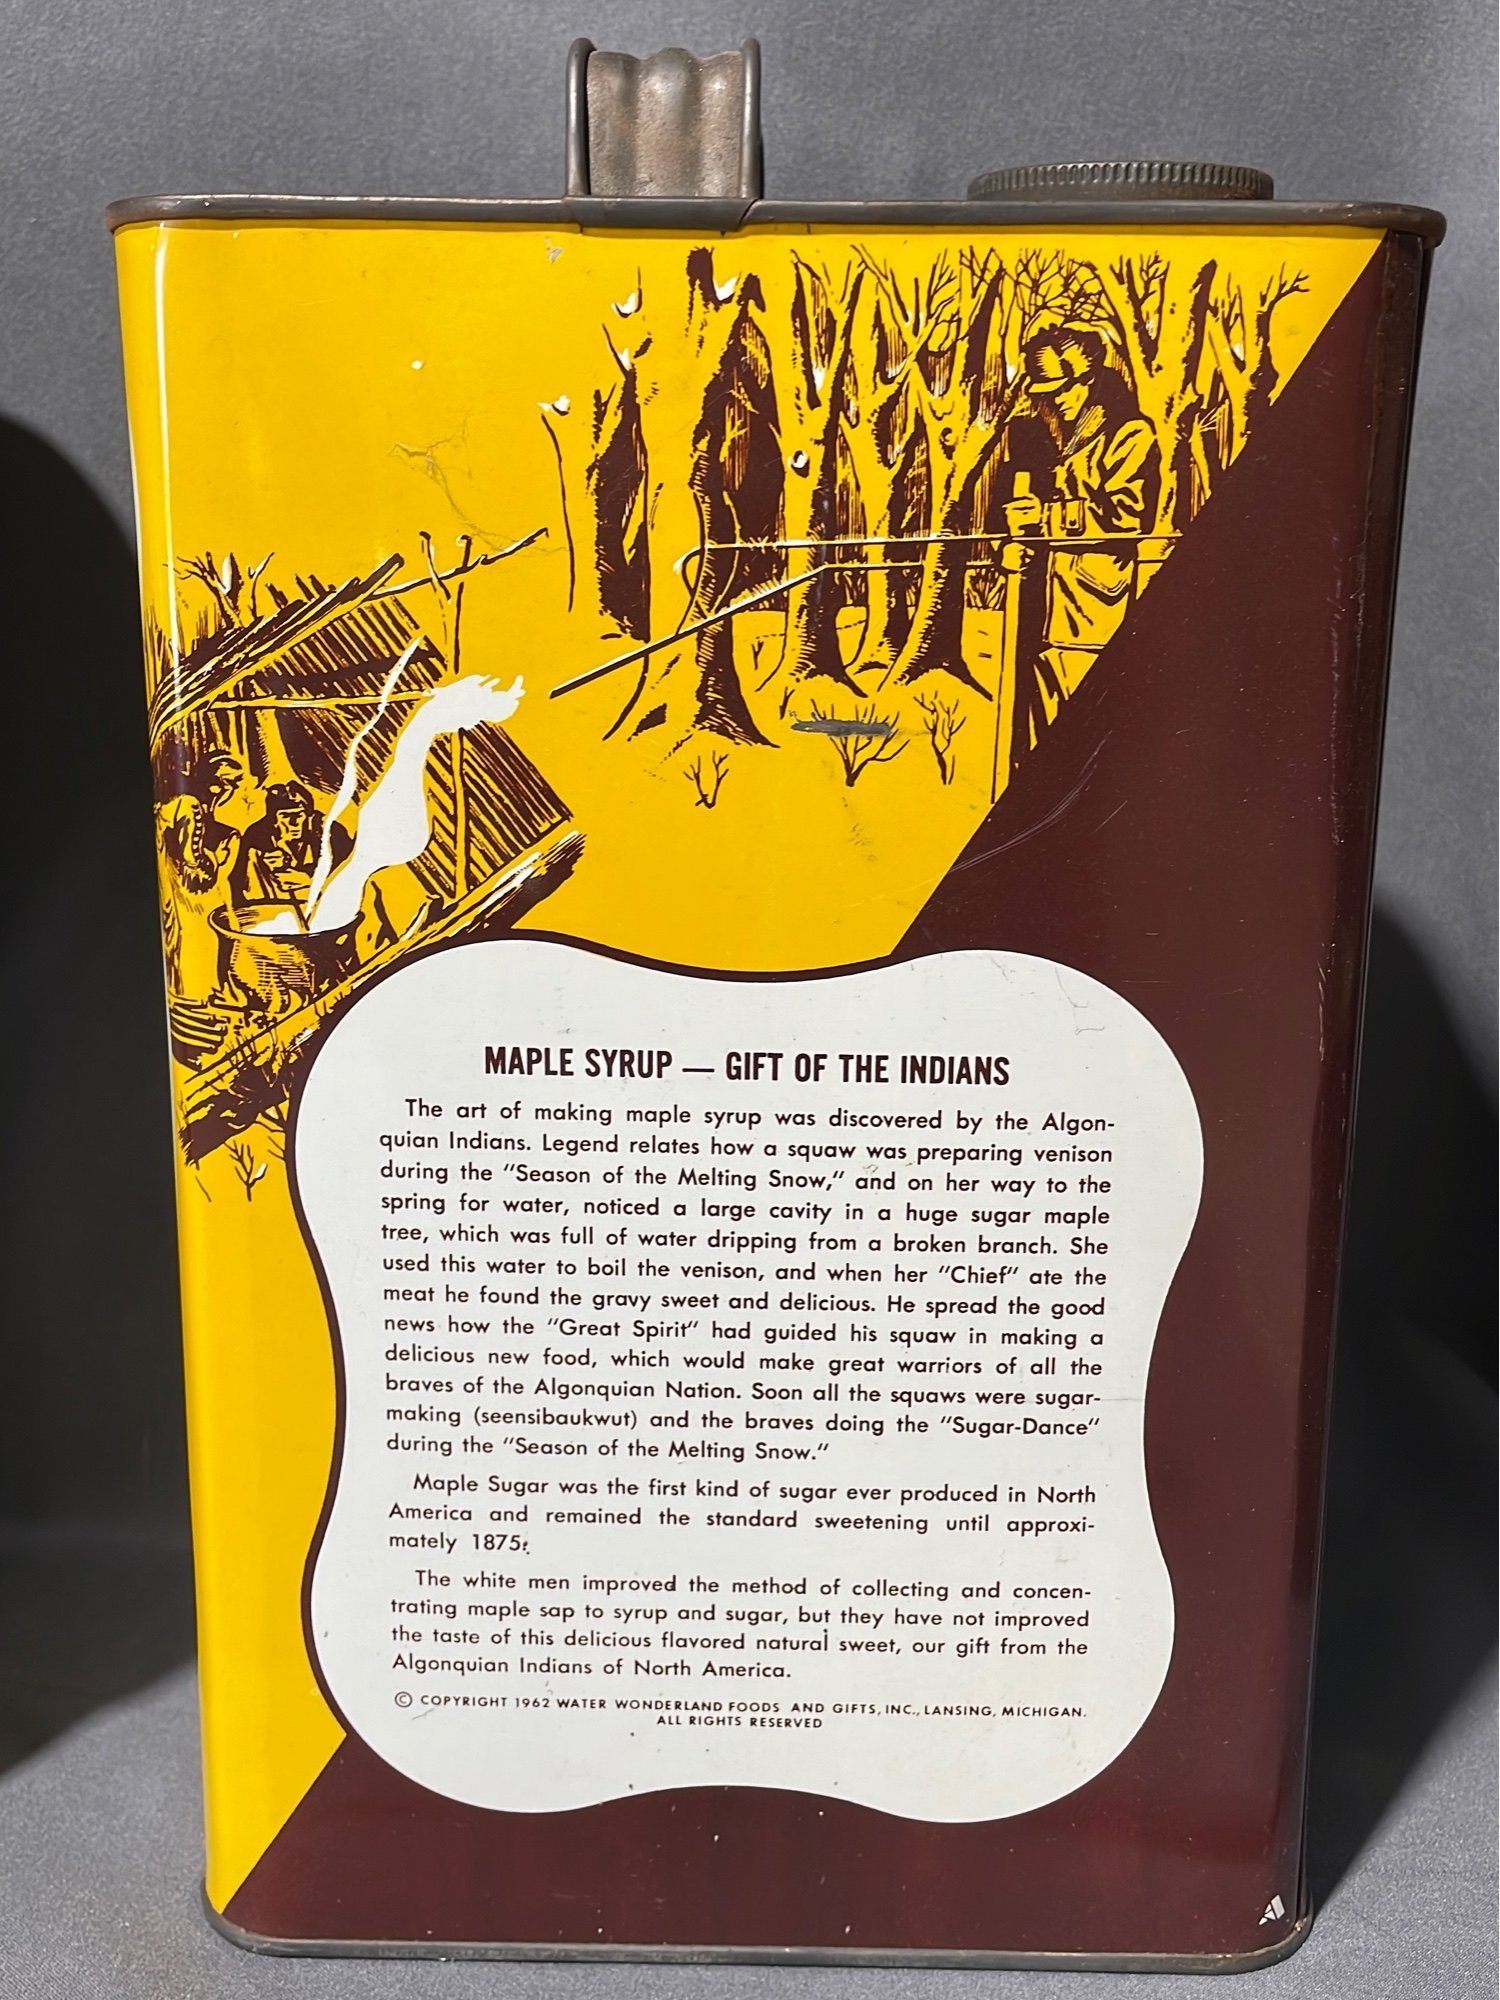 MAPLE SYRUP — GIFT OF THE INDIANS
The art of making maple syrup was discovered by the Algon-
quian Indians. Legend relates how a squaw was preparing venison
during the "Season of the Melting Snow," and on her way to the
spring for water, noticed a large cavity in a huge sugar maple
tree, which was full of water dripping from a broken branch. She
used this water to boil the venison, and when her "Chief" ate the
meat he found the gravy sweet and delicious. He spread the good
news how the "Great Spirit" had guided his squaw in making a
delicious new food, which would make great warriors of all the
braves of the Algonquian Nation. Soon all the squaws were sugar-
making (seensibaukwut) and the braves doing the "Sugar-Dance"
during the "Season of the Melting Snow."
Maple Sugar was the first kind of sugar ever produced in North
America and remained the standard sweetening until approxi-
mately 1875.
The white men improved the method of collecting and concen-
trating maple sap to syrup and sugar, but they have not improved
the taste of this delicious flavored natural sweet, our gift from the
Algonquian Indians of North America.
© COPYRIGHT 1962 WATER WONDERLAND FOODS AND GIFTS, INC., LANSING, MICHIGAN.
ALL RIGHTS RESERVED